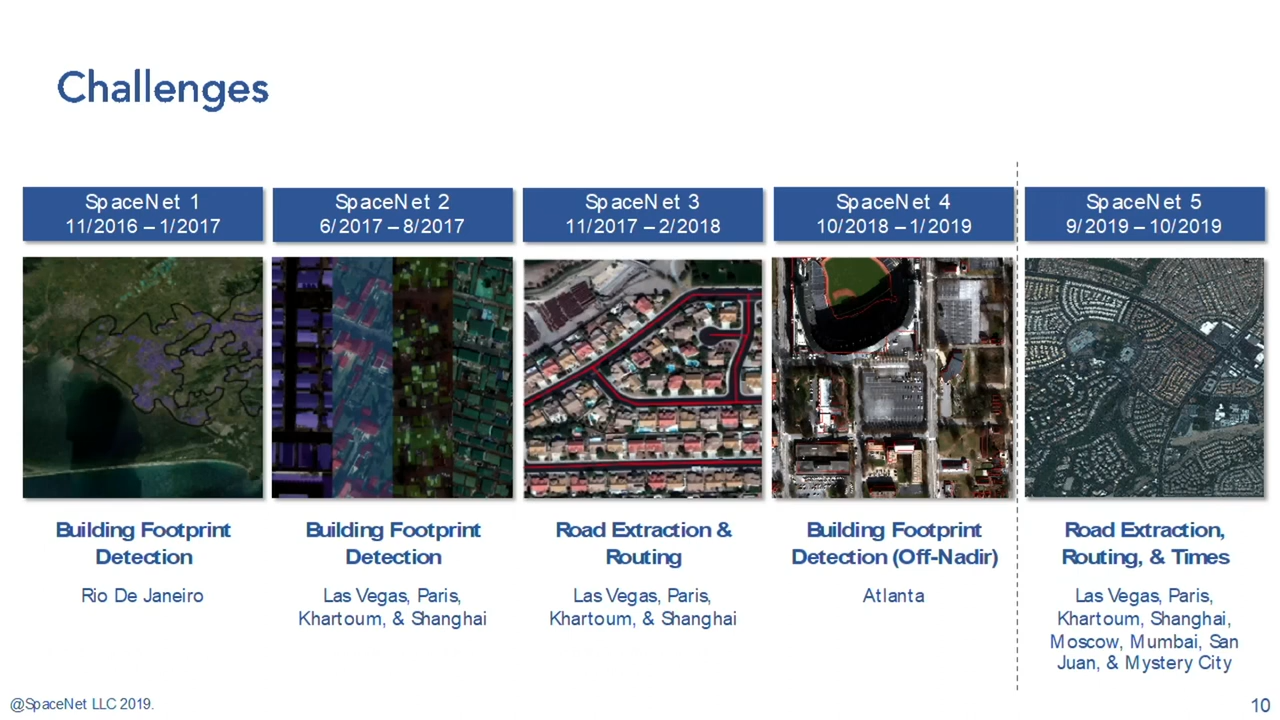 Challenges
SpaceNet 1
11/2016 – 1/2017
Building Footprint
Detection
Rio De Janeiro
SpaceNet 2
6/2017 – 8/2017
Building Footprint
Detection
Las Vegas, Paris,
Khartoum, & Shanghai
SpaceNet 3
11/2017 – 2/2018
Road Extraction &
Routing
Las Vegas, Paris,
Khartoum, & Shanghai
SpaceNet 4
10/2018 – 1/2019
Building Footprint
Detection (Off-Nadir)
Atlanta
SpaceNet 5
9/2019 – 10/2019
Road Extraction,
Routing, & Times
Las Vegas, Paris,
Khartoum, Shanghai,
Moscow, Mumbai, San
Juan, & Mystery City
@SpaceNet LLC 2019.
10